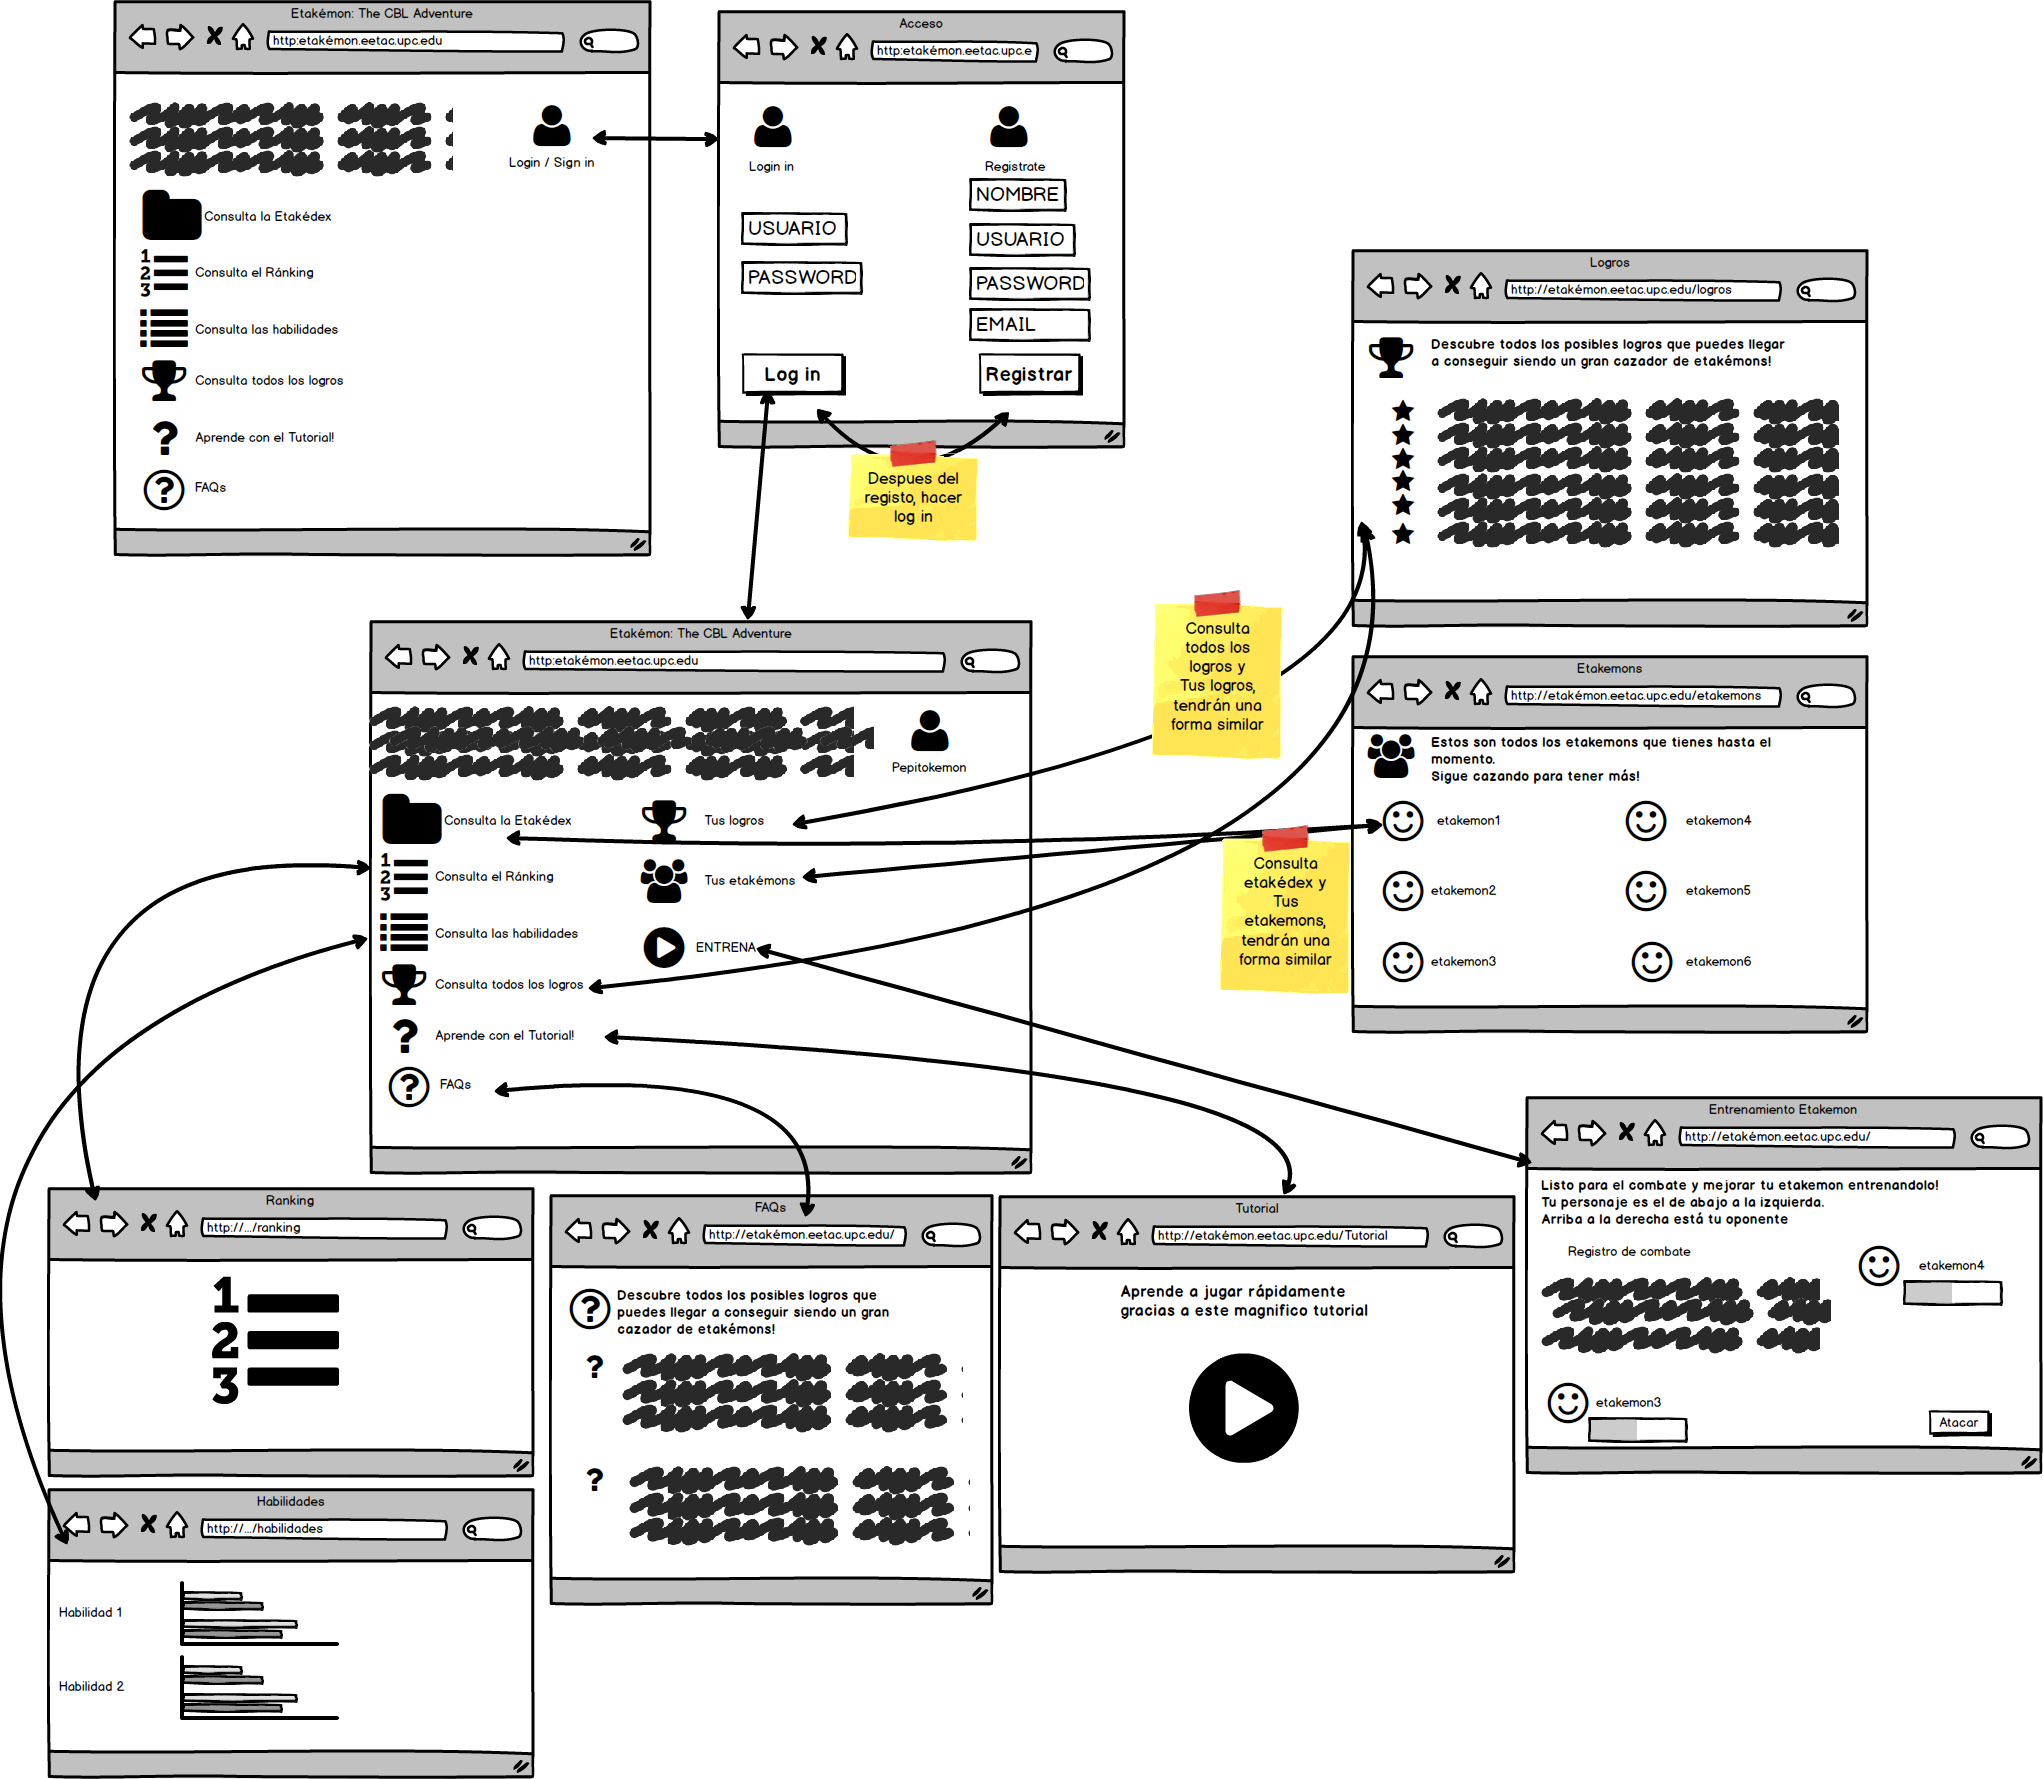 Etakémon: The CBL Adventure
http:etakémon.eetac.upc.edu
Login / Sign in
Consulta la Etakédex
1
2
3
Consulta el Ránking
Consulta las habilidades
Consulta todos los logros
?
Aprende con el Tutorial!
?
FAQs
Acceso
http:etakémon.eetac.upc.e
Login in
USUARIO
PASSWORD
Log in
Registrate
NOMBRE
USUARIO
PASSWORD
EMAIL
Registrar
Despues del
registo, hacer
log in
Logros
http://etakémon.eetac.upc.edu/logros
Descubre todos los posibles logros que puedes llegar
a conseguir siendo un gran cazador de etakémons!
Consulta
todos los
logros y
Tus logros,
tendrán una
forma similar
Etakémon: The CBL Adventure
http:etakémon.eetac.upc.edu
Pepitokemon
Consulta la Etakédex
1
2
3
Consulta el Ránking
Consulta las habilidades
Consulta todos los logros
?
Aprende con el Tutorial!
?
FAQs
Tus logros
Tus etakémons
ENTRENA
Etakemons
http://etakémon.eetac.upc.edu/etakemons
Estos son todos los etakemons que tienes hasta el
momento.
Sigue cazando para tener más!
etakemon1
etakemon4
etakemon2
etakemon5
etakemon3
etakemon6
Consulta
etakédex y
Tus
etakemons,
tendrán una
forma similar
Entrenamiento Etakemon
http://etakémon.eetac.upc.edu/
Listo para el combate y mejorar tu etakemon entrenandolo!
Tu personaje es el de abajo a la izquierda.
Arriba a la derecha está tu oponente
Registro de combate
etakemon4
etakemon3
Atacar
Ranking
http://.../ranking
1
2
3
FAQs
http://etakémon.eetac.upc.edu/
?
Descubre todos los posibles logros que
puedes llegar a conseguir siendo un gran
cazador de etakémons!
?
?
Tutorial
http://etakémon.eetac.upc.edu/Tutorial
Aprende a jugar rápidamente
gracias a este magnifico tutorial
Habilidades
http://.../habilidades
Habilidad 1
Habilidad 2